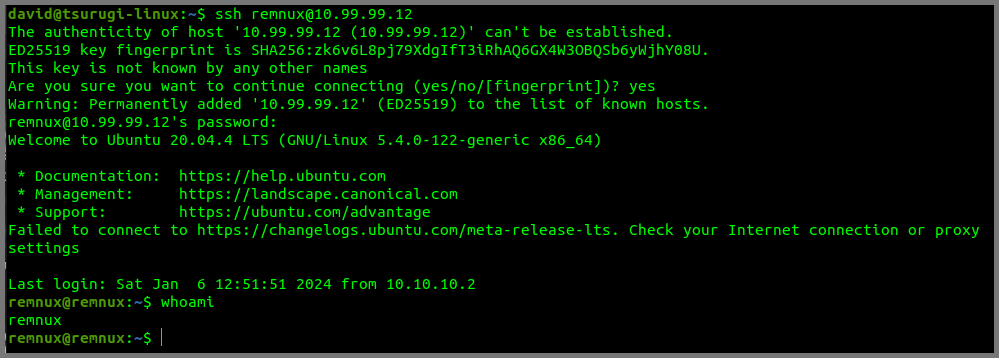 david@tsurugi-linux:~$ ssh remnux@10.99.99.12
The authenticity of host '10.99.99.12 (10.99.99.12)' can't be established.
ED25519 key fingerprint is SHA256:zk6v6L8pj79XdgIfT3iRhAQ6GX4W3OBQSb6yWjhY08U.
This key is not known by any other names
Are you sure you want to continue connecting (yes/no/[fingerprint])? yes
Warning: Permanently added '10.99.99.12' (ED25519) to the list of known hosts.
remnux@10.99.99.12's password:
Welcome to Ubuntu 20.04.4 LTS (GNU/Linux 5.4.0-122-generic x86_64)
* Documentation:  https://help.ubuntu.com
* Management:     https://landscape.canonical.com
* Support:        https://ubuntu.com/advantage
Failed to connect to https://changelogs.ubuntu.com/meta-release-lts. Check your Internet connection or proxy
settings
Last login: Sat Jan  6 12:51:51 2024 from 10.10.10.2
remnux@remnux:~$ whoami
remnux
remnux@remnux:~$